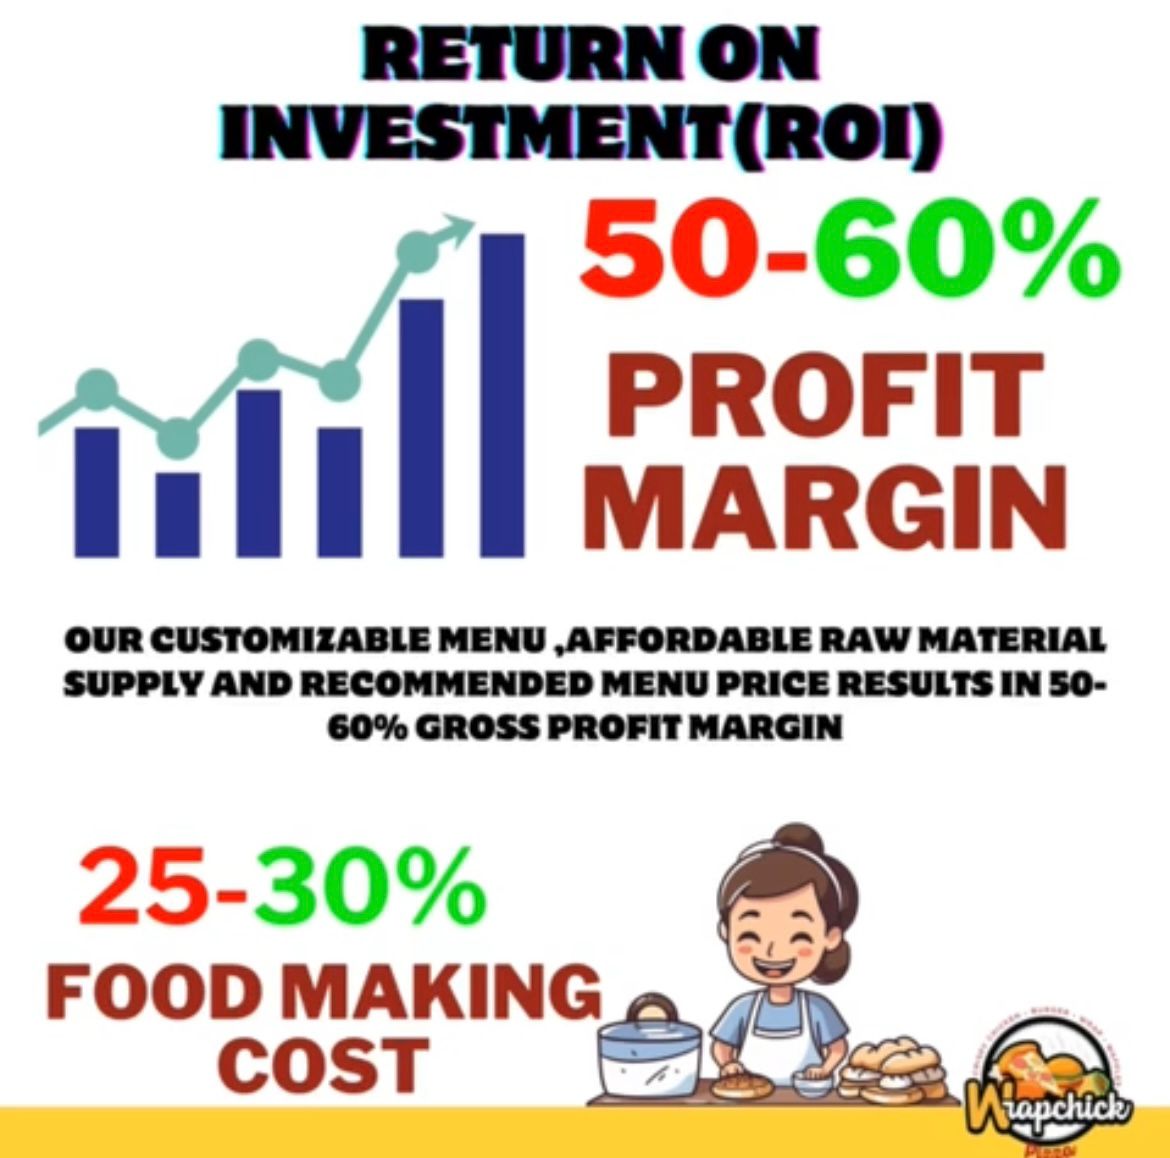 RETURN ON
INVESTMENT(ROI)
50-60%
PROFIT
MARGIN
OUR CUSTOMIZABLE MENU ,AFFORDABLE RAW MATERIAL
SUPPLY AND RECOMMENDED MENU PRICE RESULTS IN 50-
60% GROSS PROFIT MARGIN
25-30%
FOOD MAKING
COST
Wrapchick
Pizza